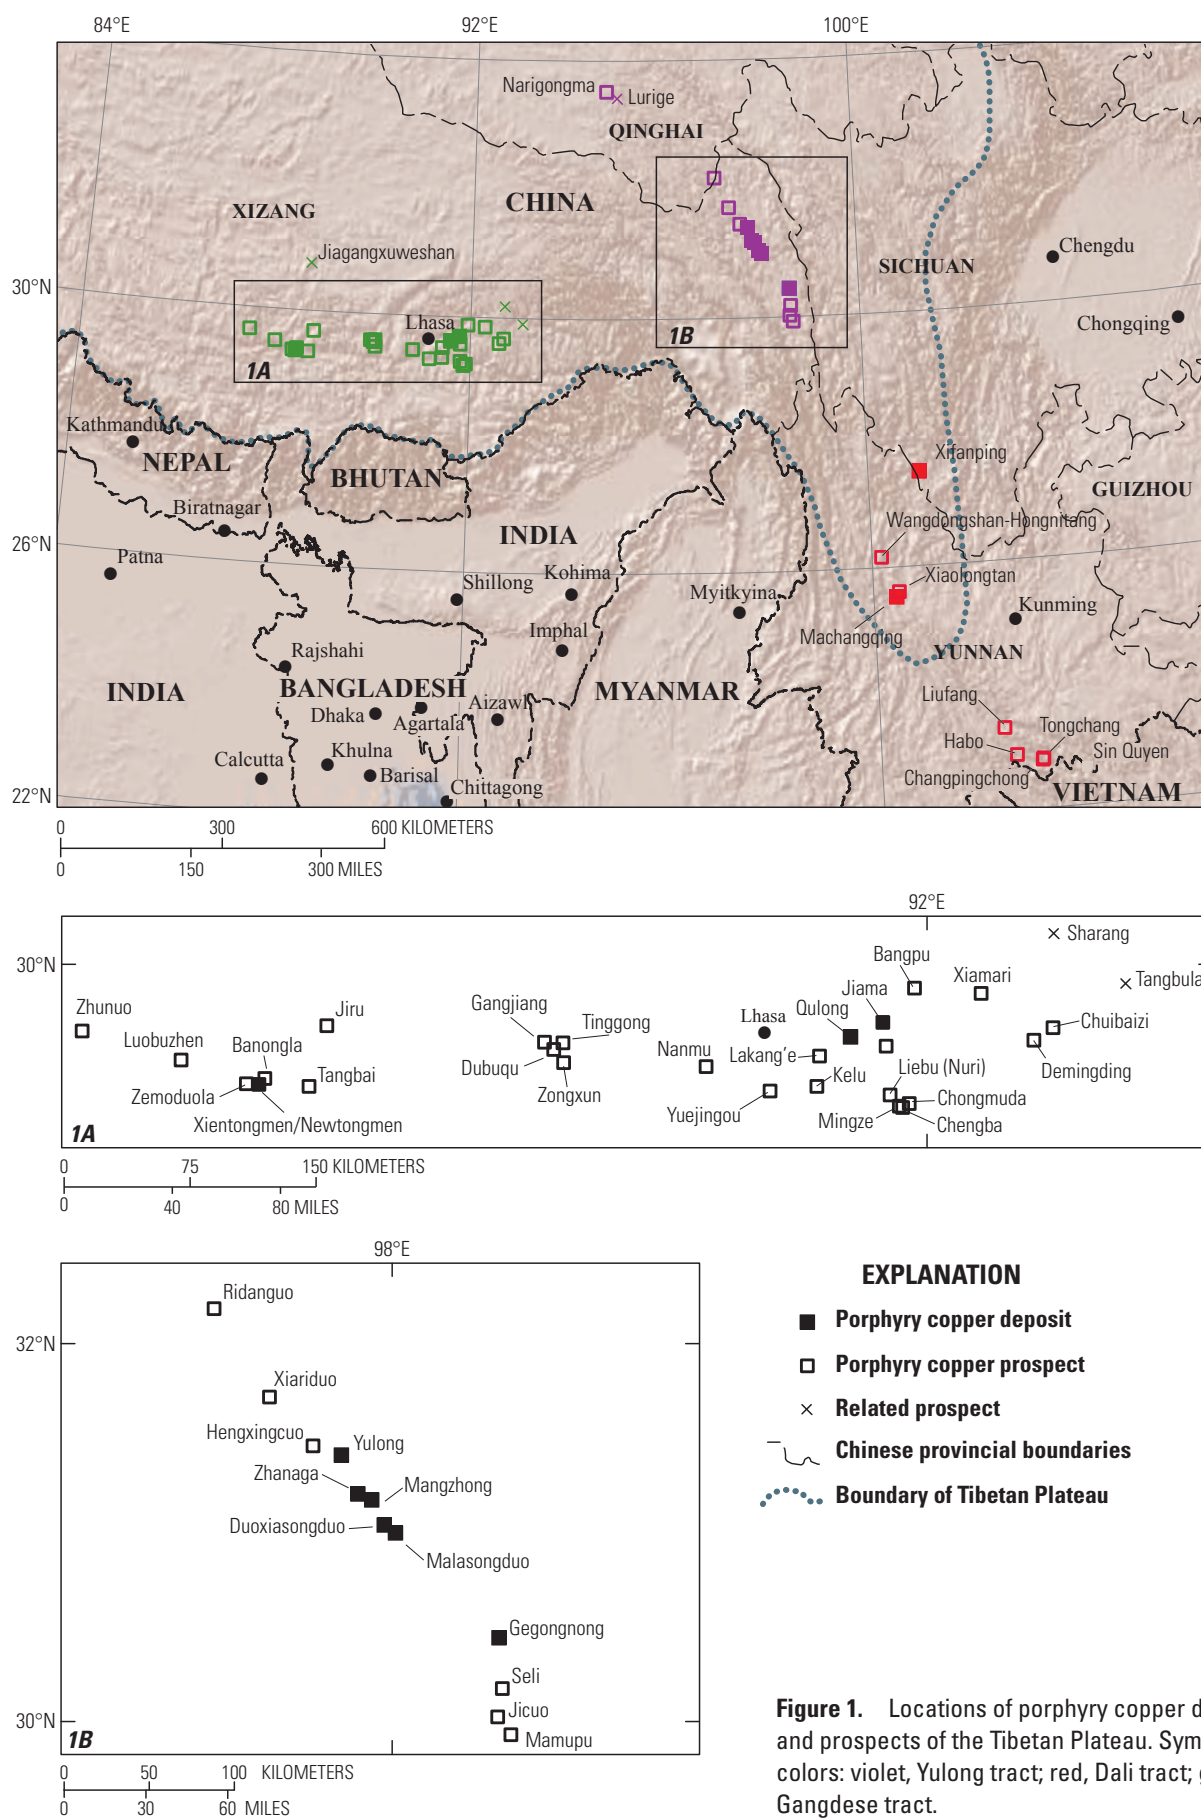 84°E
92°E
100°E
Narigongma
Lurige
QINGHAI
CHINA
XIZANG
Jiagangxuweshan
SICHUAN
Chengdu
30°N
Lhasa
Chongqing
1A
1B
Kathmandu
NEPAL
BHUTAN
Xifanping
GUIZHOU
Biratnagar
INDIA
Wangdongshan-Hongnitang
26°N
Patna
Shillong
Kohima
Myitkyina
Xiaolongtan
Kunming
Imphal
Machangqing
YUNNAN
Rajshahi
INDIA
BANGLADESH
Aizawl
MYANMAR
Liufang
Dhaka
Agartala
Tongchang
Habo
Sin Quyen
Calcutta
Khulna
Barisal
Changpingchong
22°N
Chittagong
VIETNAM
0 300 600 KILOMETERS
0 150 300 MILES
92°E
30°N
Sharang
Bangpu
Xiamari
Tangbula
Zhunuo
Jiru
Gangjiang
Tinggong
Jiama
Qulong
Lhasa
Chuibaizi
Luobuzhen
Banongla
Dubuqu
Nanmu
Lakang'e
Demingding
Zemoduola
Tangbai
Zongxun
Kelu
Liebu (Nuri)
Xientongmen/Newtongmen
Yuejingou
Mingze
Chongmuda
Chengba
1A
0 75 150 KILOMETERS
0 40 80 MILES
98°E
Ridanguo
32°N
Xiariduo
Hengxingcuo
Yulong
Zhanaga
Mangzhong
Duoxiasongduo
Malasongduo
Gegongnong
Seli
Jicuo
30°N
Mamupu
1B
0 50 100 KILOMETERS
0 30 60 MILES
EXPLANATION
Porphyry copper deposit
Porphyry copper prospect
Related prospect
Chinese provincial boundaries
Boundary of Tibetan Plateau
Figure 1. Locations of porphyry copper d
and prospects of the Tibetan Plateau. Sym
colors: violet, Yulong tract; red, Dali tract; g
Gangdese tract.